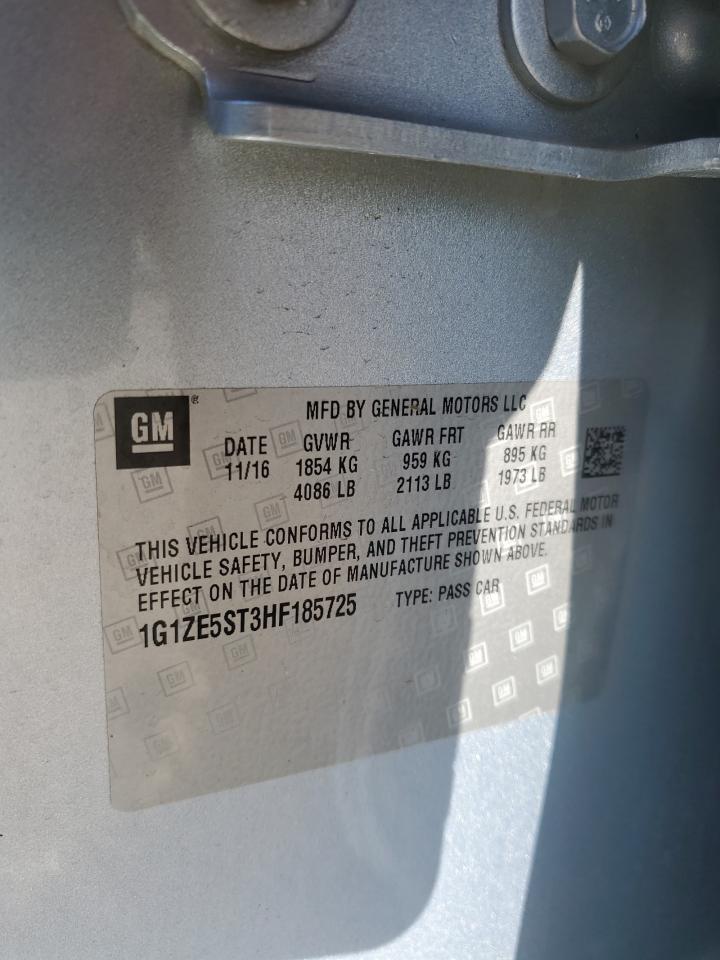 GM®
MFD BY GENERAL MOTORS LLC
DATE GVWR GAWR FRT GAWR RR
11/16 1854 KG 959 KG 895 KG
4086 LB 2113 LB 1973 LB
THIS VEHICLE CONFORMS TO ALL APPLICABLE U.S. FEDERAL MOTOR
VEHICLE SAFETY, BUMPER, AND THEFT PREVENTION STANDARDS IN
EFFECT ON THE DATE OF MANUFACTURE SHOWN ABOVE.
1G1ZE5ST3HF185725 TYPE: PASS CAR